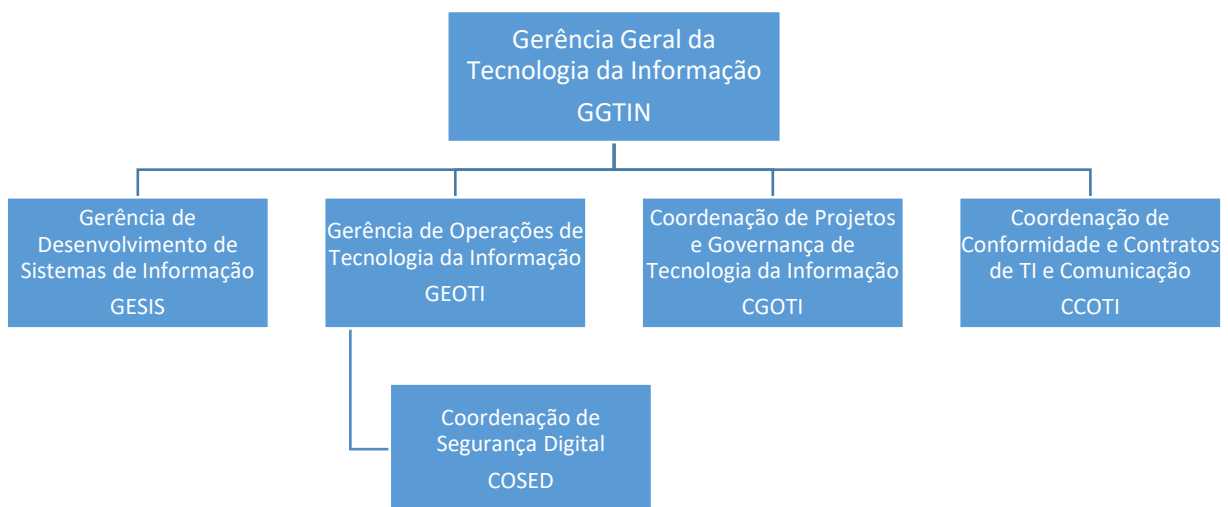 Gerência Geral da
Tecnologia da Informação
GGTIN
Gerência de
Desenvolvimento de
Sistemas de Informação
GESIS
Gerência de Operações de
Tecnologia da Informação
GEOTI
Coordenação de Projetos
e Governança de
Tecnologia da Informação
CGOTI
Coordenação de
Conformidade e Contratos
de TI e Comunicação
CCOTI
Coordenação de
Segurança Digital
COSED